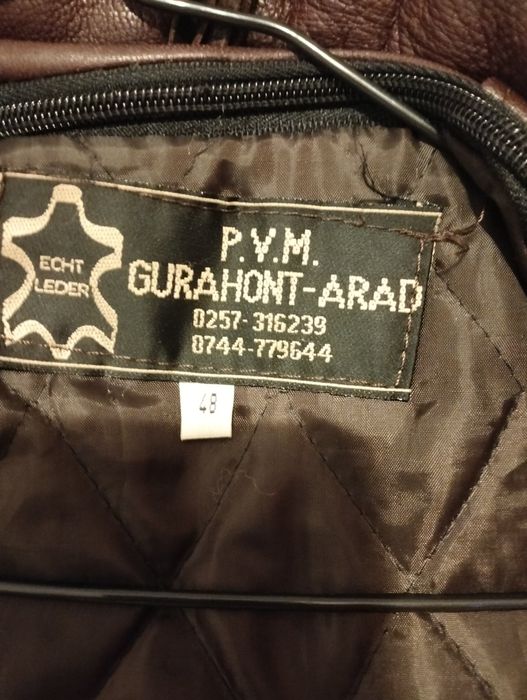 ECHT
LEDER
P.V.M.
GURAHONT-ARAD
0257-316239
0744-779644
48